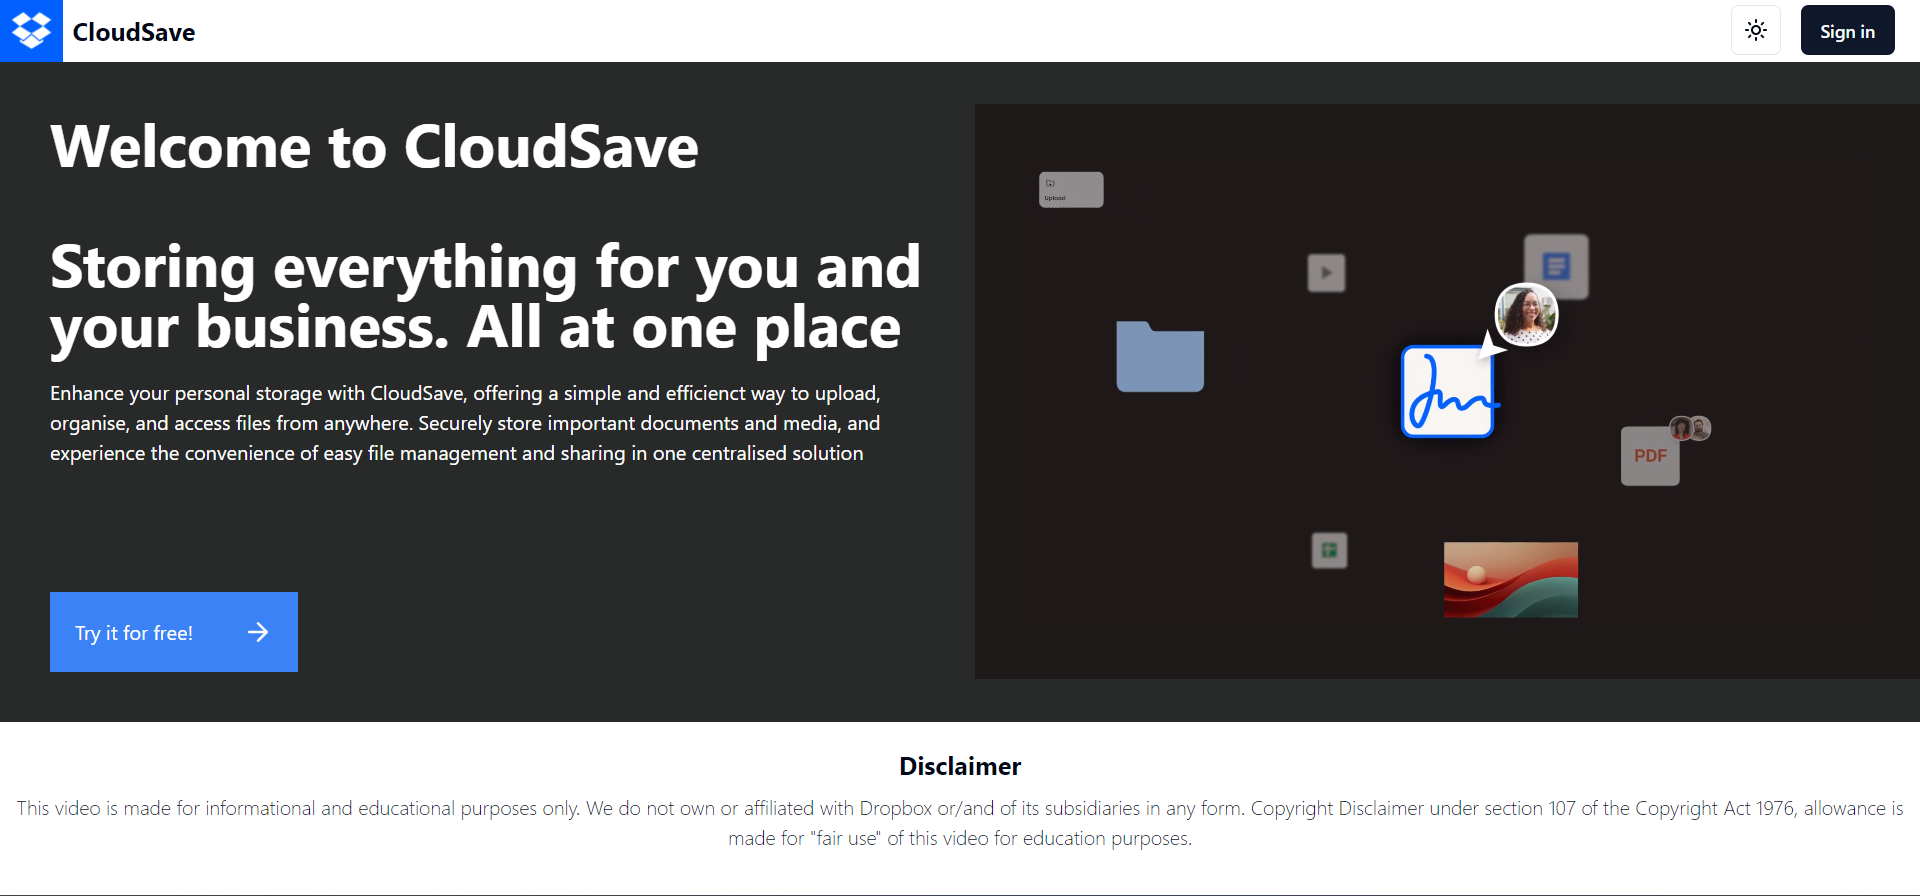 CloudSave
Sign in
Welcome to CloudSave
Storing everything for you and
your business. All at one place
Enhance your personal storage with CloudSave, offering a simple and efficienct way to upload,
organise, and access files from anywhere. Securely store important documents and media, and
experience the convenience of easy file management and sharing in one centralised solution
Try it for free!
Upload
PDF
Disclaimer
This video is made for informational and educational purposes only. We do not own or affiliated with Dropbox or/and of its subsidiaries in any form. Copyright Disclaimer under section 107 of the Copyright Act 1976, allowance is
made for "fair use" of this video for education purposes.